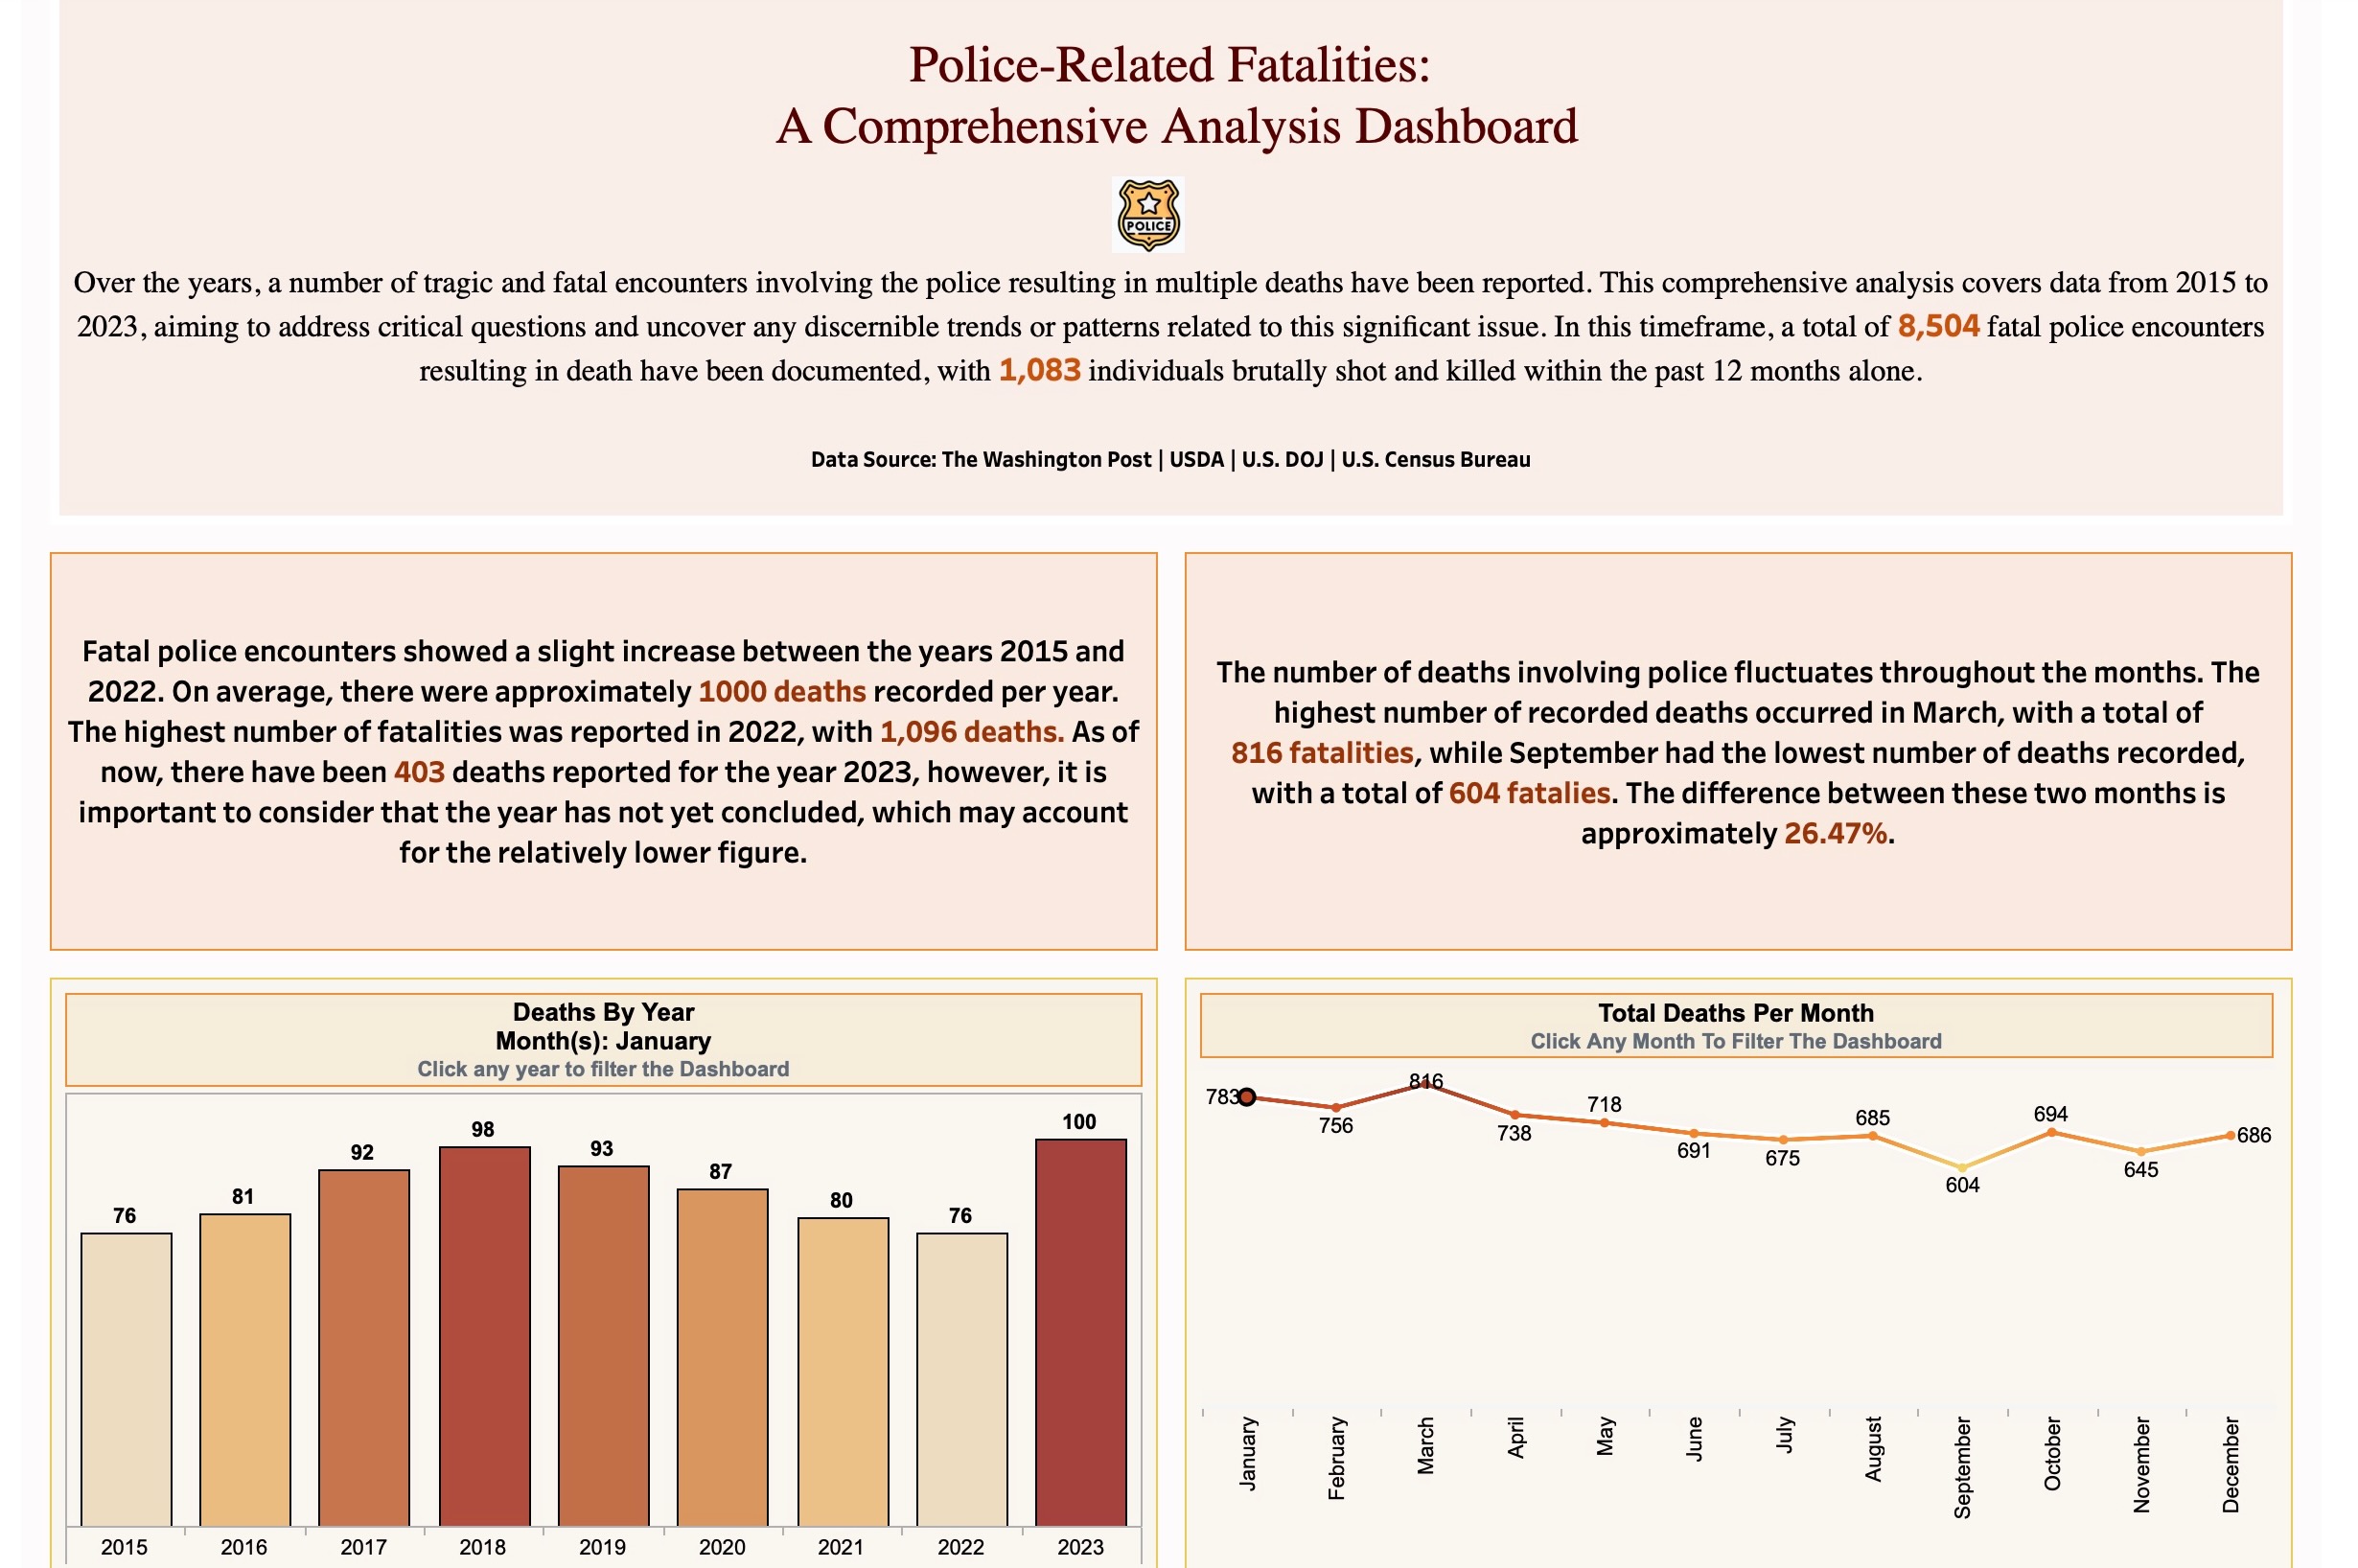 Police-Related Fatalities:
A Comprehensive Analysis Dashboard
POLICE
Over the years, a number of tragic and fatal encounters involving the police resulting in multiple deaths have been reported. This comprehensive analysis covers data from 2015 to
2023, aiming to address critical questions and uncover any discernible trends or patterns related to this significant issue. In this timeframe, a total of 8,504 fatal police encounters
resulting in death have been documented, with 1,083 individuals brutally shot and killed within the past 12 months alone.
Data Source: The Washington Post | USDA | U.S. DOJ | U.S. Census Bureau
Fatal police encounters showed a slight increase between the years 2015 and
2022. On average, there were approximately 1000 deaths recorded per year.
The highest number of fatalities was reported in 2022, with 1,096 deaths. As of
now, there have been 403 deaths reported for the year 2023, however, it is
important to consider that the year has not yet concluded, which may account
for the relatively lower figure.
The number of deaths involving police fluctuates throughout the months. The
highest number of recorded deaths occurred in March, with a total of
816 fatalities, while September had the lowest number of deaths recorded,
with a total of 604 fatalies. The difference between these two months is
approximately 26.47%.
Deaths By Year
Month(s): January
Click any year to filter the Dashboard
76
81
92
98
93
87
80
76
100
2015
2016
2017
2018
2019
2020
2021
2022
2023
Total Deaths Per Month
Click Any Month To Filter The Dashboard
783
756
816
738
718
691
675
685
604
694
645
686
January
February
March
April
May
June
July
August
September
October
November
December